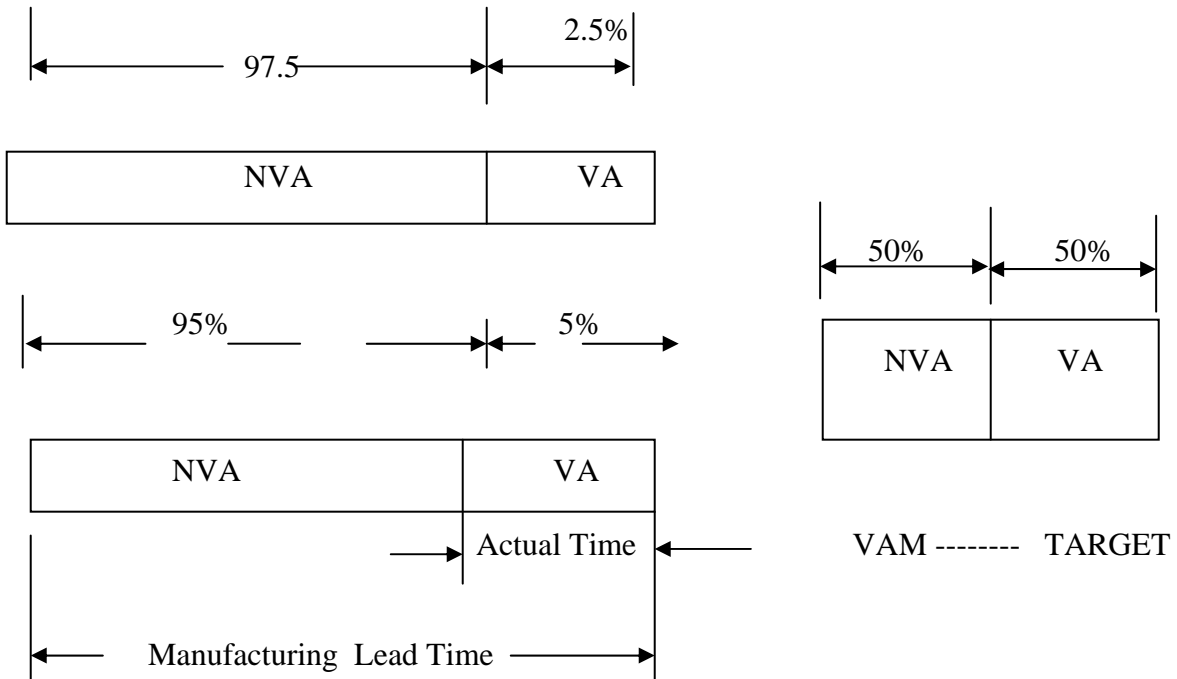 2.5%
97.5
NVA VA
50% 50%
95% 5%
NVA VA
NVA VA
Actual Time
VAM -------- TARGET
Manufacturing Lead Time